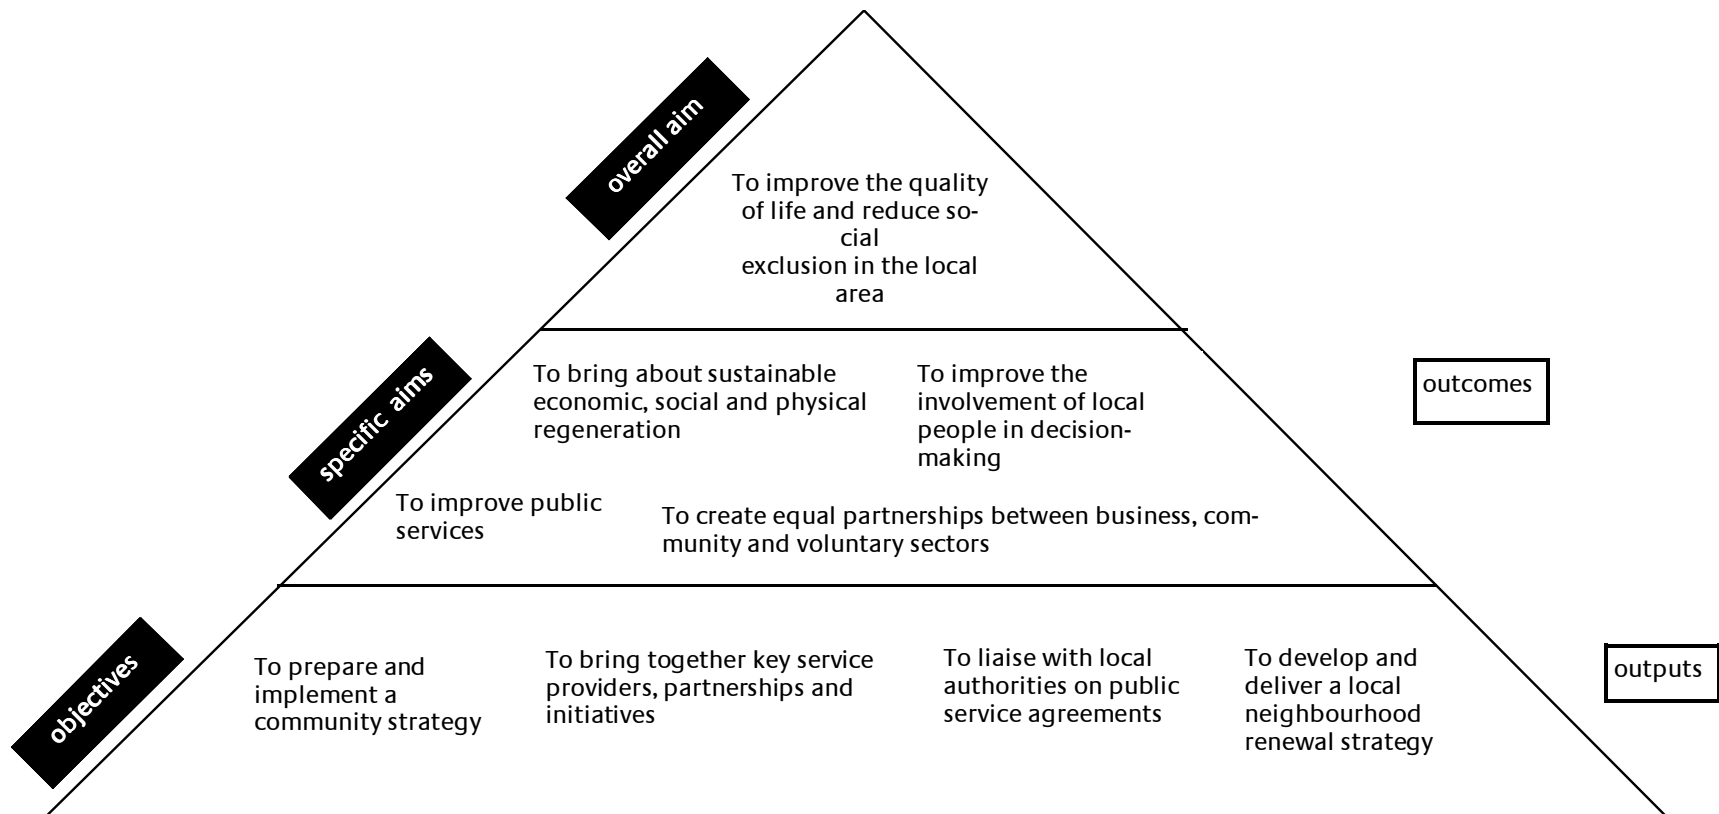 overall aim
To improve the quality
of life and reduce so-
cial
exclusion in the local
area
specific aims
To bring about sustainable
economic, social and physical
regeneration
To improve the
involvement of local
people in decision-
making
outcomes
To improve public
services
To create equal partnerships between business, com-
munity and voluntary sectors
objectives
To prepare and
implement a
community strategy
To bring together key service
providers, partnerships and
initiatives
To liaise with local
authorities on public
service agreements
To develop and
deliver a local
neighbourhood
renewal strategy
outputs